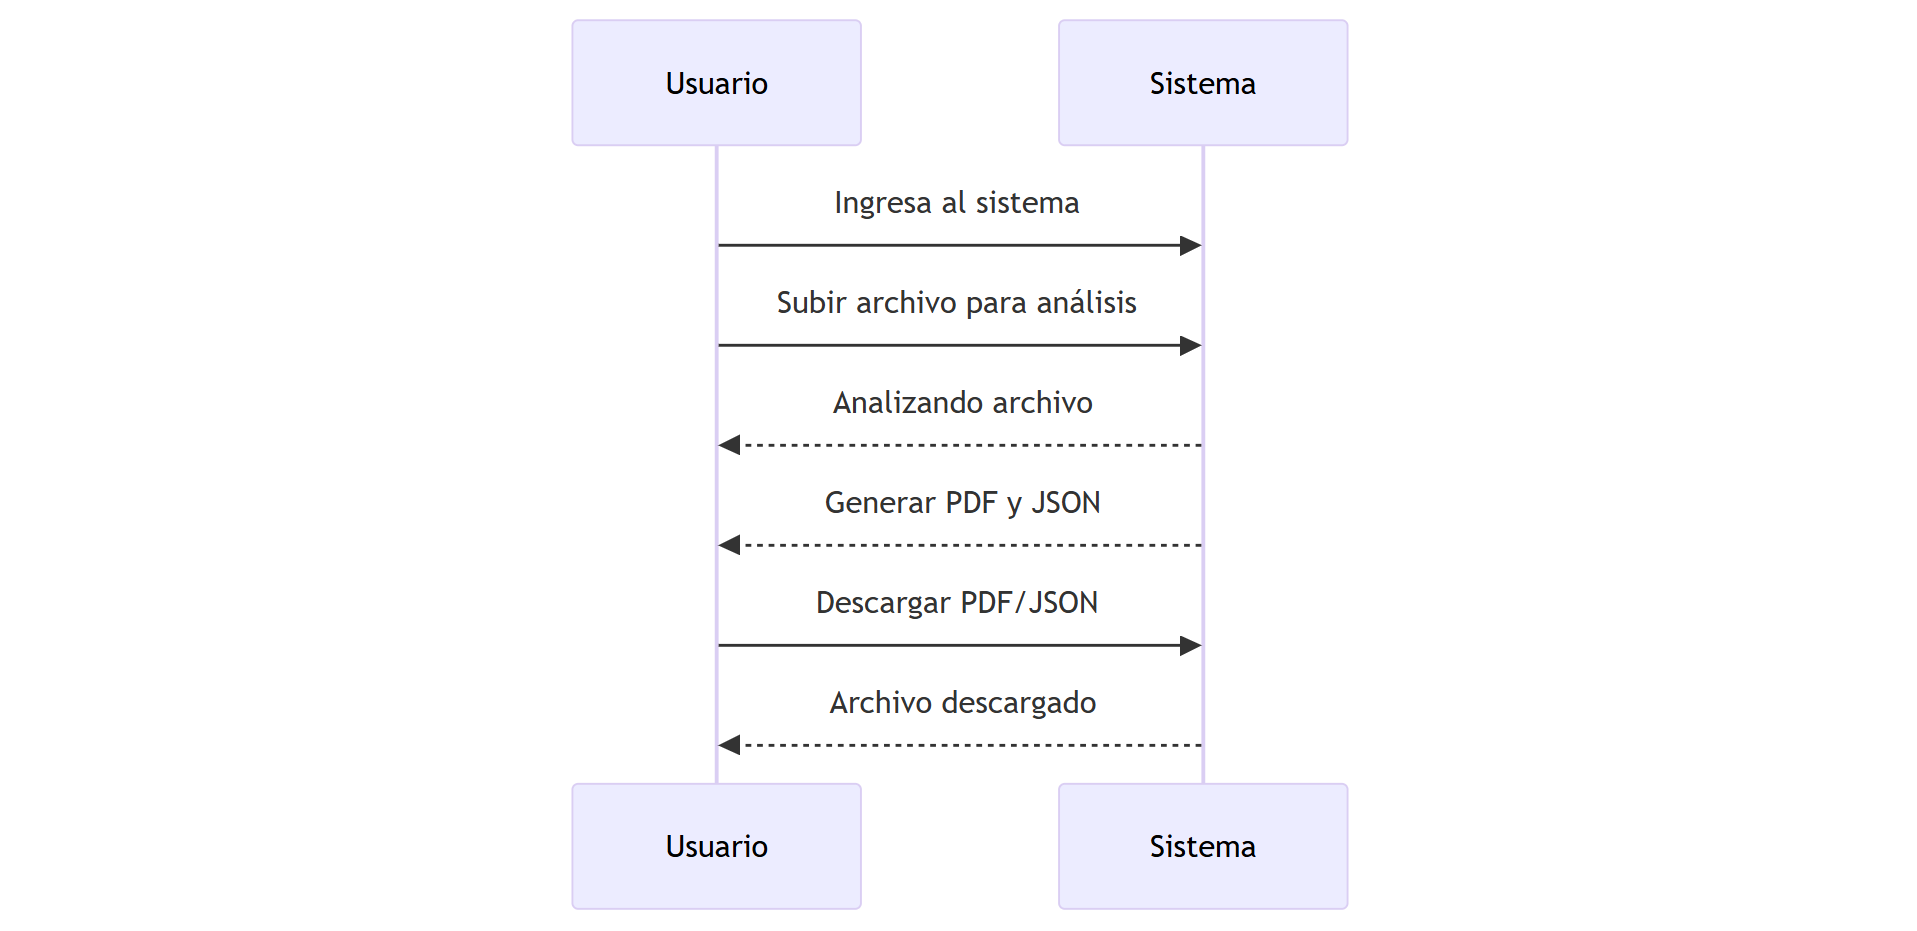 Usuario
Sistema
Ingresa al sistema
Subir archivo para análisis
Analizando archivo
Generar PDF y JSON
Descargar PDF/JSON
Archivo descargado
Usuario
Sistema